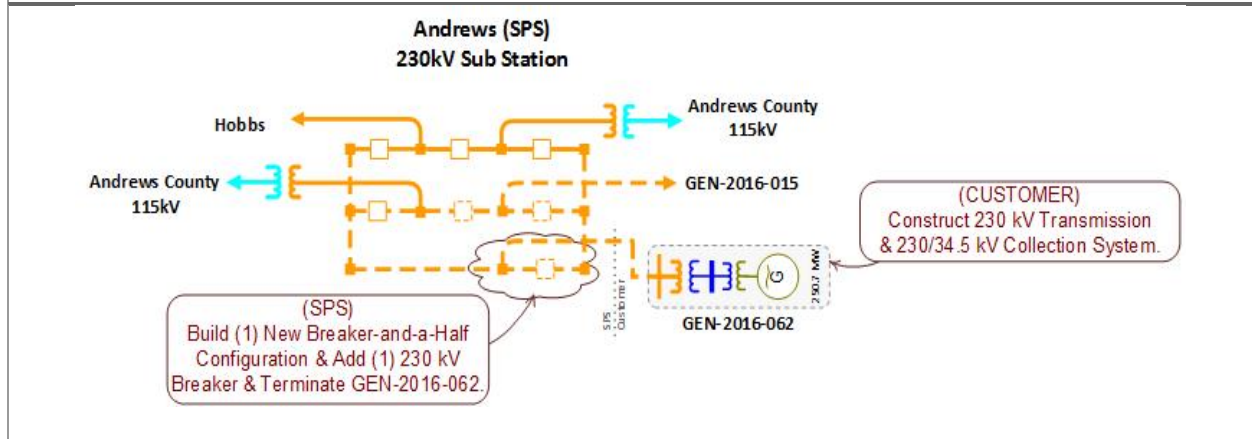 Andrews (SPS)
230kV Sub Station
Hobbs
Andrews County
115kV
Andrews County
115kV
GEN-2016-015
(CUSTOMER)
Construct 230 kV Transmission
& 230/34.5 kV Collection System.
SPS
Customer
G
250.7 MW
GEN-2016-062
(SPS)
Build (1) New Breaker-and-a-Half
Configuration & Add (1) 230 kV
Breaker & Terminate GEN-2016-062.